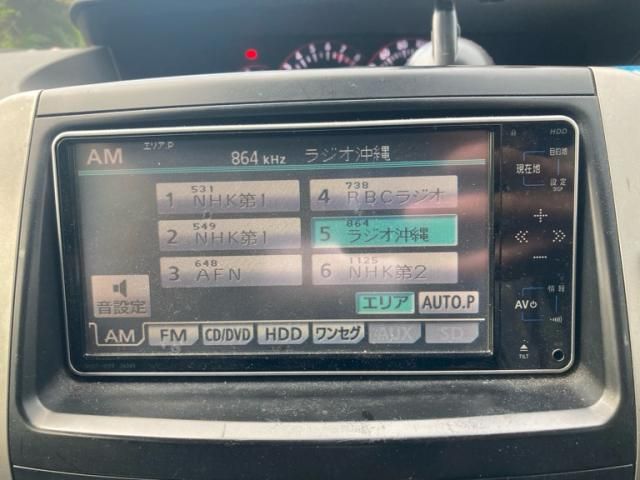 AM エリア.P 864 kHz ラジオ沖縄
1 531 NHK第1
4 738 RBCラジオ
2 549 NHK第1
5 864 ラジオ沖縄
3 648 AFN
6 1125 NHK第2
音設定
エリア AUTO.P
AM FM CD/DVD HDD ワンセグ AUX SD
HDD
現在地
目的地
設定
DISP
情報
AV
TILT